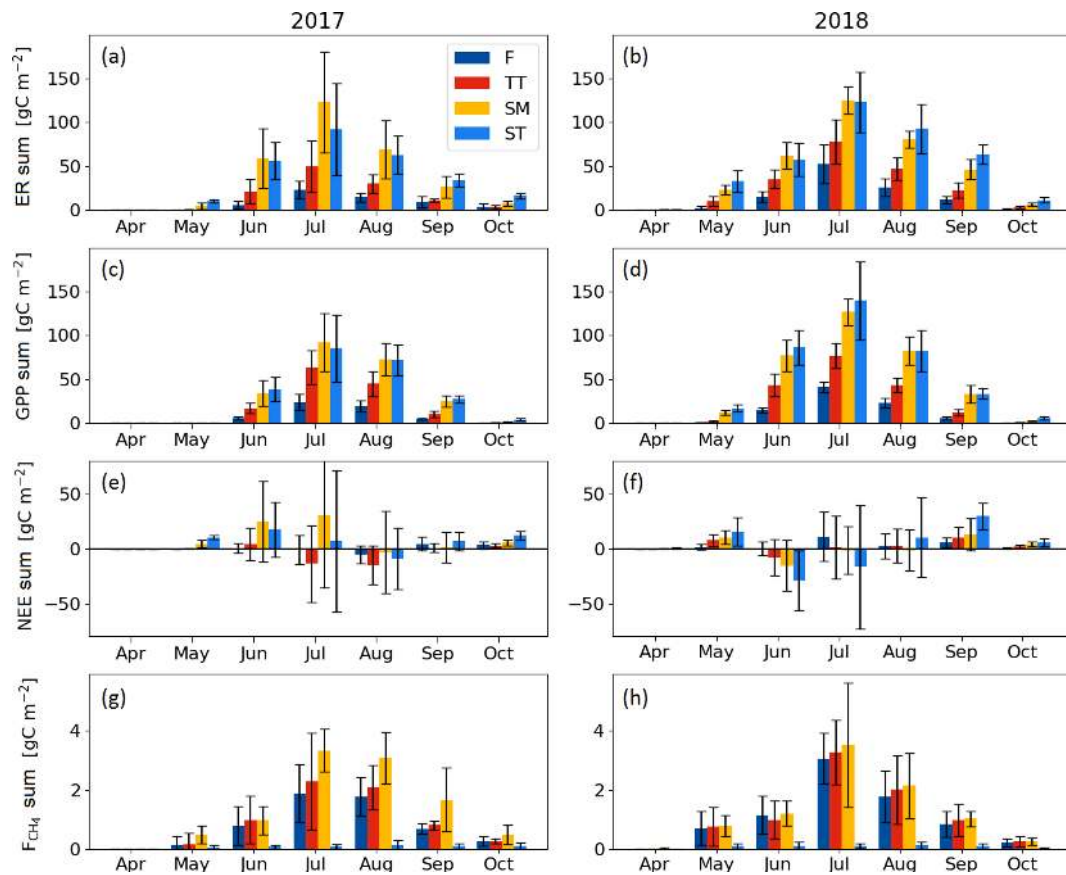 2017
2018
(a)
F
TT
SM
ST
ER sum [gC m⁻²]
150
100
50
0
Apr May Jun Jul Aug Sep Oct
(b)
150
100
50
0
Apr May Jun Jul Aug Sep Oct
(c)
GPP sum [gC m⁻²]
150
100
50
0
Apr May Jun Jul Aug Sep Oct
(d)
150
100
50
0
Apr May Jun Jul Aug Sep Oct
(e)
NEE sum [gC m⁻²]
50
0
−50
Apr May Jun Jul Aug Sep Oct
(f)
50
0
−50
Apr May Jun Jul Aug Sep Oct
(g)
F_CH₄ sum [gC m⁻²]
4
2
0
Apr May Jun Jul Aug Sep Oct
(h)
4
2
0
Apr May Jun Jul Aug Sep Oct